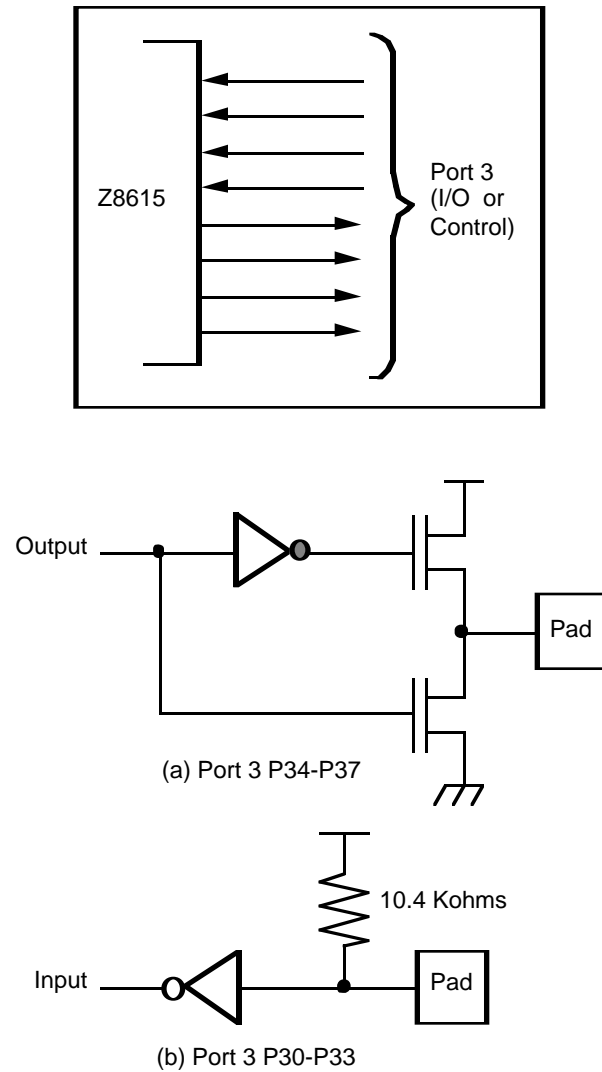 Z8615
Port 3
(I/O or
Control)
Output
Pad
(a) Port 3 P34-P37
10.4 Kohms
Input
Pad
(b) Port 3 P30-P33